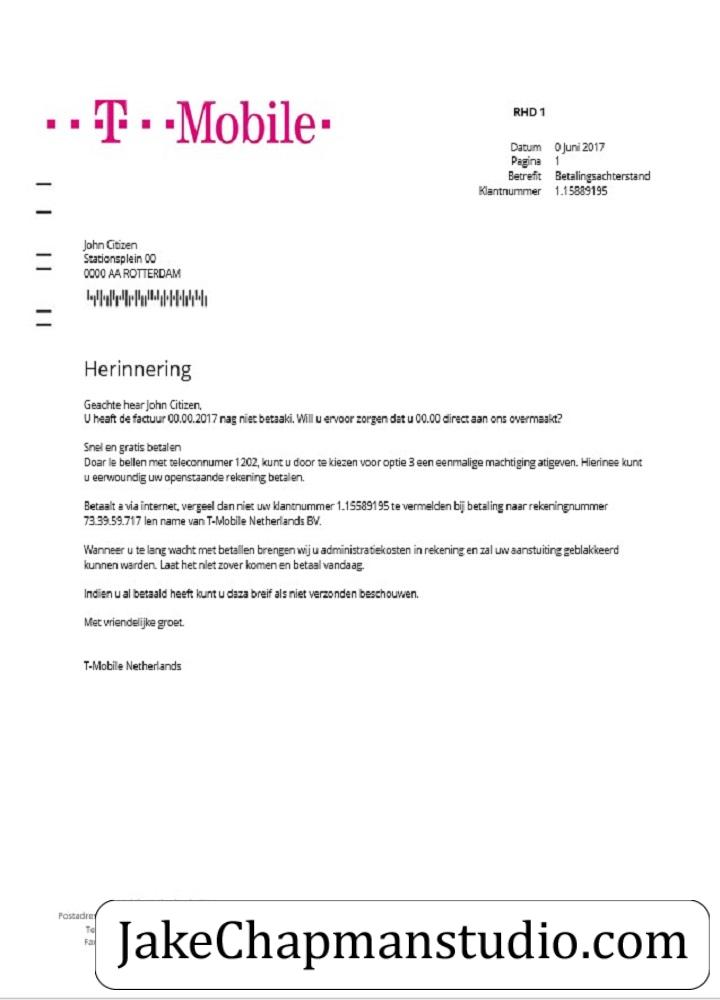 T Mobile
RHD 1
Datum 0 Juni 2017
Pagina 1
Betrefit Betalingsachterstand
Klantnummer 1.15889195
John Citizen
Stationsplein 00
0000 AA ROTTERDAM
Herinnering
Geachte hear John Citizen,
U heaft de factuur 00.00.2017 nag niet betaaki. Will u ervoor zorgen dat u 00.00 direct aan ons overmaakt?
Snel en gratis betalen
Doar le bellen met teleconnumer 1202, kunt u door te kiezen voor optie 3 een eenmalige machtiging atigeven. Hierinee kunt
u eerwoundig uw openstaande rekening betalen.
Betaalt a via internet, vergeel dan niet uw klantnummer 1.15589195 te vermelden bij betaling naar rekeningnummer
73.39.59.717 len name van T-Mobile Netherlands BV.
Wanneer u te lang wacht met betallen brengen wij u administratiekosten in rekening en zal uw aanstuiting geblakkeerd
kunnen warden. Laat het niet zover komen en betaal vandaag.
Indien u al betaald heeft kunt u daza breif als niet verzonden beschouwen.
Met vriendelijke groet.
T-Mobile Netherlands
Postadre
Te
Fa
JakeChapmanstudio.com